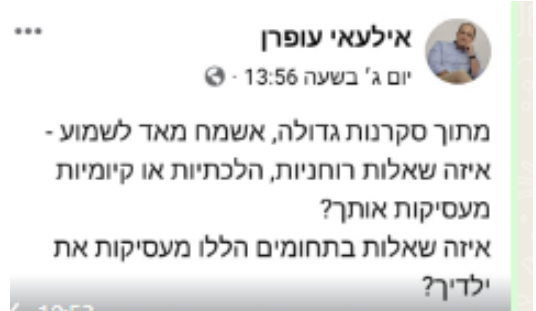 אילעאי עופרן
יום ג׳ בשעה 13:56 ·
מתוך סקרנות גדולה, אשמח מאד לשמוע -
איזה שאלות רוחניות, הלכתיות או קיומיות
מעסיקות אותך?
איזה שאלות בתחומים הללו מעסיקות את
ילדיך?